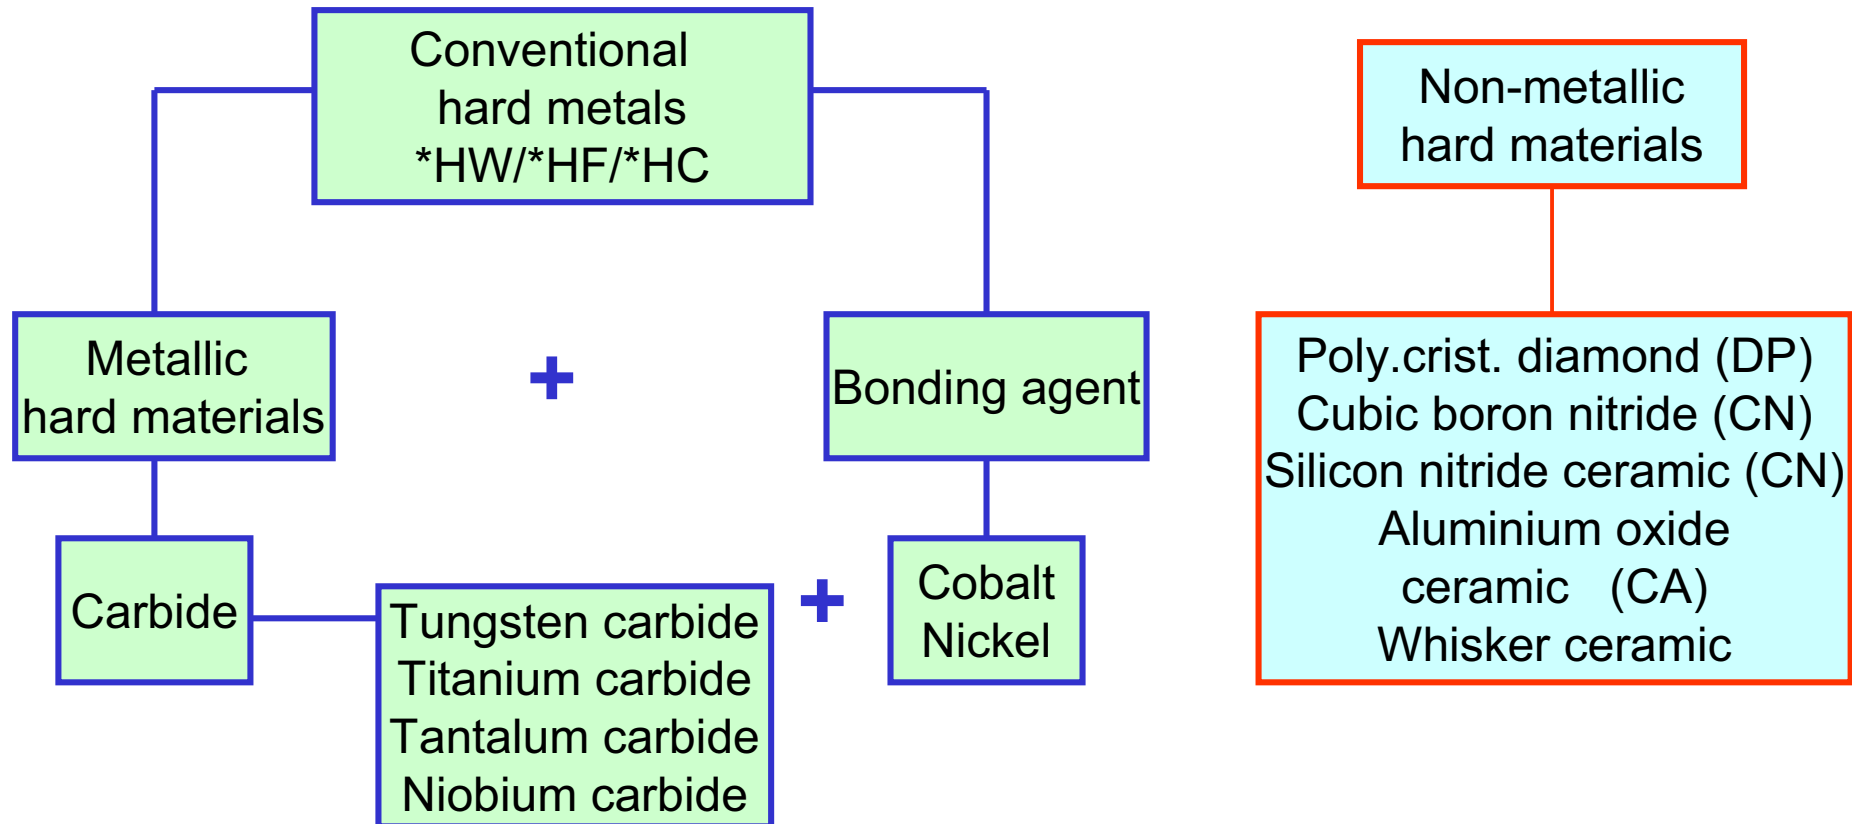 Conventional
hard metals
*HW/*HF/*HC
Non-metallic
hard materials
Metallic
hard materials
+
Bonding agent
Poly.crist. diamond (DP)
Cubic boron nitride (CN)
Silicon nitride ceramic (CN)
Aluminium oxide
ceramic (CA)
Whisker ceramic
Carbide
Tungsten carbide
Titanium carbide
Tantalum carbide
Niobium carbide
+
Cobalt
Nickel